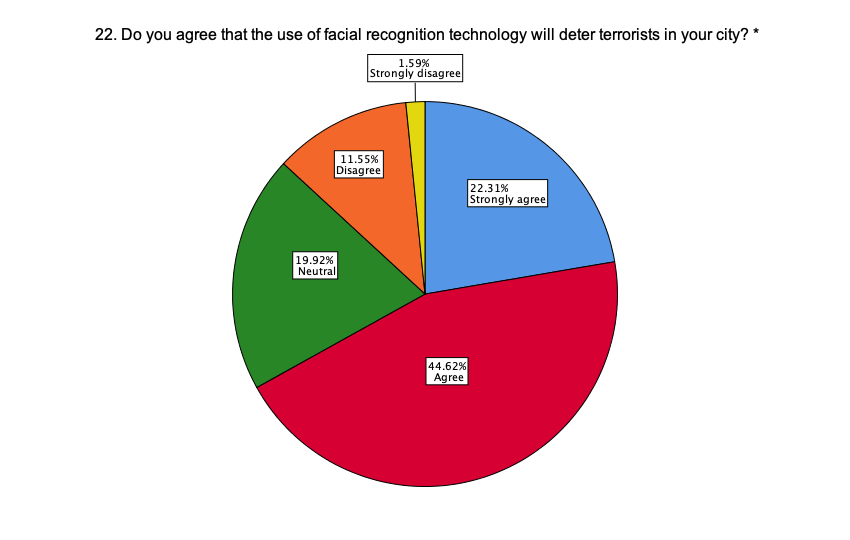 22. Do you agree that the use of facial recognition technology will deter terrorists in your city? *
1.59%
Strongly disagree
11.55%
Disagree
22.31%
Strongly agree
19.92%
Neutral
44.62%
Agree